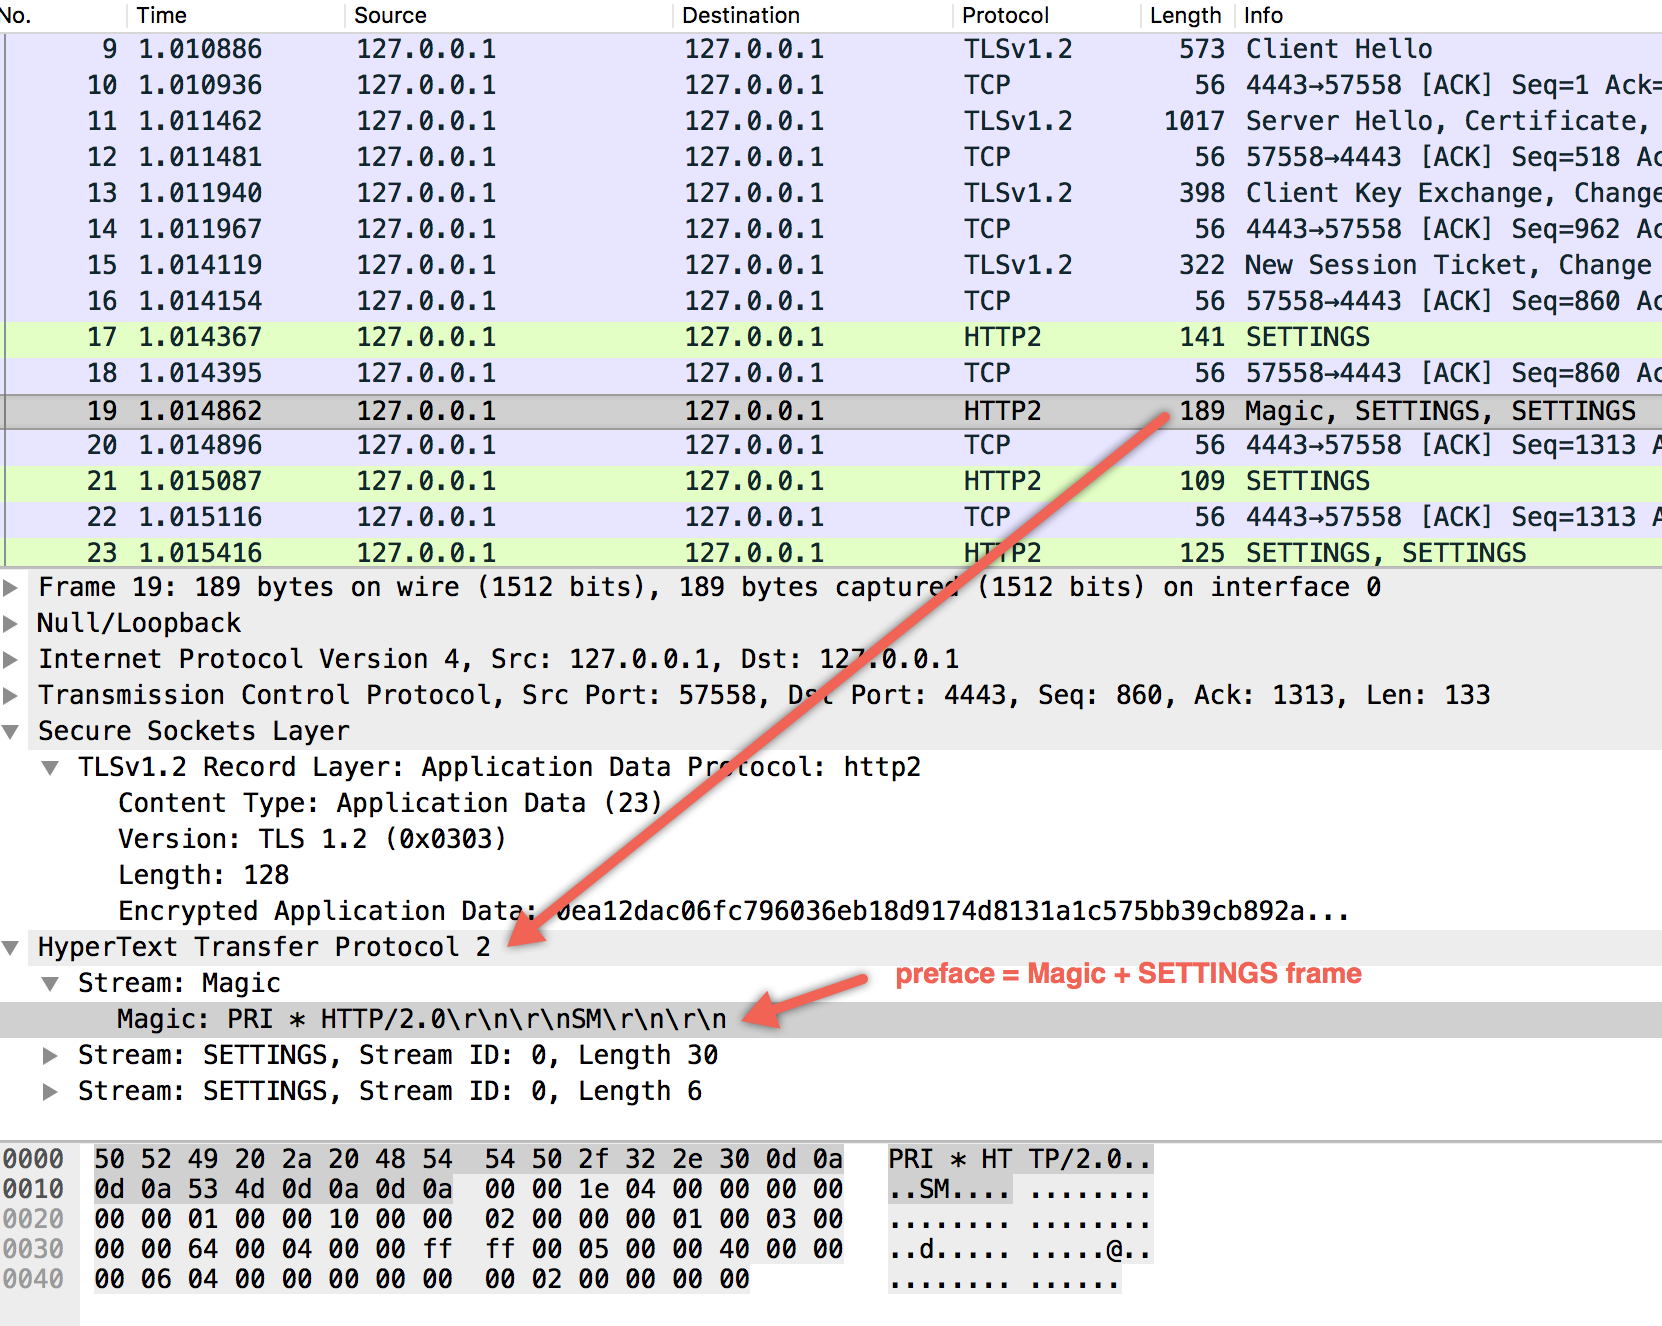 No. Time Source Destination Protocol Length Info
9 1.010886 127.0.0.1 127.0.0.1 TLSv1.2 573 Client Hello
10 1.010936 127.0.0.1 127.0.0.1 TCP 56 4443→57558 [ACK] Seq=1 Ack=
11 1.011462 127.0.0.1 127.0.0.1 TLSv1.2 1017 Server Hello, Certificate,
12 1.011481 127.0.0.1 127.0.0.1 TCP 56 57558→4443 [ACK] Seq=518 Ac
13 1.011940 127.0.0.1 127.0.0.1 TLSv1.2 398 Client Key Exchange, Change
14 1.011967 127.0.0.1 127.0.0.1 TCP 56 4443→57558 [ACK] Seq=962 Ac
15 1.014119 127.0.0.1 127.0.0.1 TLSv1.2 322 New Session Ticket, Change
16 1.014154 127.0.0.1 127.0.0.1 TCP 56 57558→4443 [ACK] Seq=860 Ac
17 1.014367 127.0.0.1 127.0.0.1 HTTP2 141 SETTINGS
18 1.014395 127.0.0.1 127.0.0.1 TCP 56 57558→4443 [ACK] Seq=860 Ac
19 1.014862 127.0.0.1 127.0.0.1 HTTP2 189 Magic, SETTINGS, SETTINGS
20 1.014896 127.0.0.1 127.0.0.1 TCP 56 4443→57558 [ACK] Seq=1313 A
21 1.015087 127.0.0.1 127.0.0.1 HTTP2 109 SETTINGS
22 1.015116 127.0.0.1 127.0.0.1 TCP 56 4443→57558 [ACK] Seq=1313 A
23 1.015416 127.0.0.1 127.0.0.1 HTTP2 125 SETTINGS, SETTINGS
Frame 19: 189 bytes on wire (1512 bits), 189 bytes captured (1512 bits) on interface 0
Null/Loopback
Internet Protocol Version 4, Src: 127.0.0.1, Dst: 127.0.0.1
Transmission Control Protocol, Src Port: 57558, Dst Port: 4443, Seq: 860, Ack: 1313, Len: 133
Secure Sockets Layer
TLSv1.2 Record Layer: Application Data Protocol: http2
Content Type: Application Data (23)
Version: TLS 1.2 (0x0303)
Length: 128
Encrypted Application Data: 0ea12dac06fc796036eb18d9174d8131a1c575bb39cb892a...
HyperText Transfer Protocol 2
preface = Magic + SETTINGS frame
Stream: Magic
Magic: PRI * HTTP/2.0\r\n\r\nSM\r\n\r\n
Stream: SETTINGS, Stream ID: 0, Length 30
Stream: SETTINGS, Stream ID: 0, Length 6
0000 50 52 49 20 2a 20 48 54 54 50 2f 32 2e 30 0d 0a PRI * HT TP/2.0..
0010 0d 0a 53 4d 0d 0a 0d 0a 00 00 1e 04 00 00 00 00 ..SM.... ........
0020 00 00 01 00 00 10 00 00 02 00 00 00 01 00 03 00 ........ ........
0030 00 00 64 00 04 00 00 ff ff 00 05 00 00 40 00 00 ..d..... .....@..
0040 00 06 04 00 00 00 00 00 00 02 00 00 00 00 ........ ......